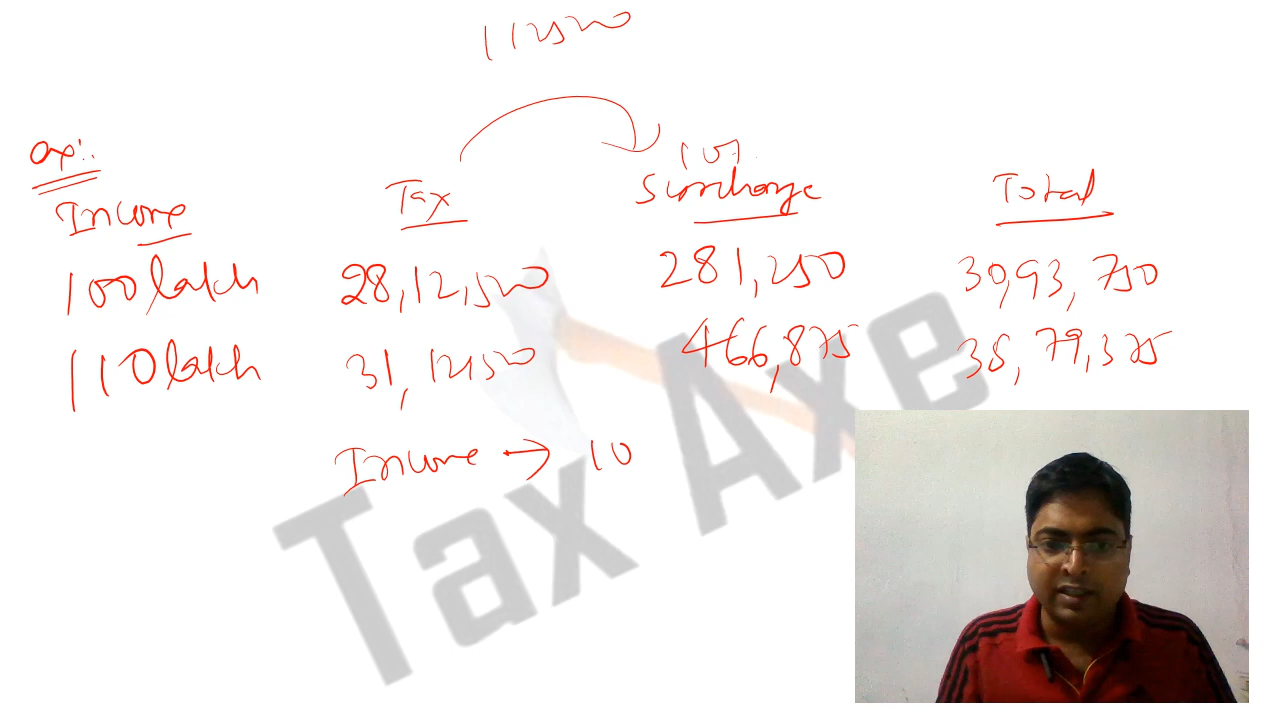 112500
ex:-
10%
Income Tax Surcharge Total
100 lakh 28,12,500 281,250 30,93,750
110 lakh 31,12,500 466,875 35,79,375
Income → 10
Tax Axe